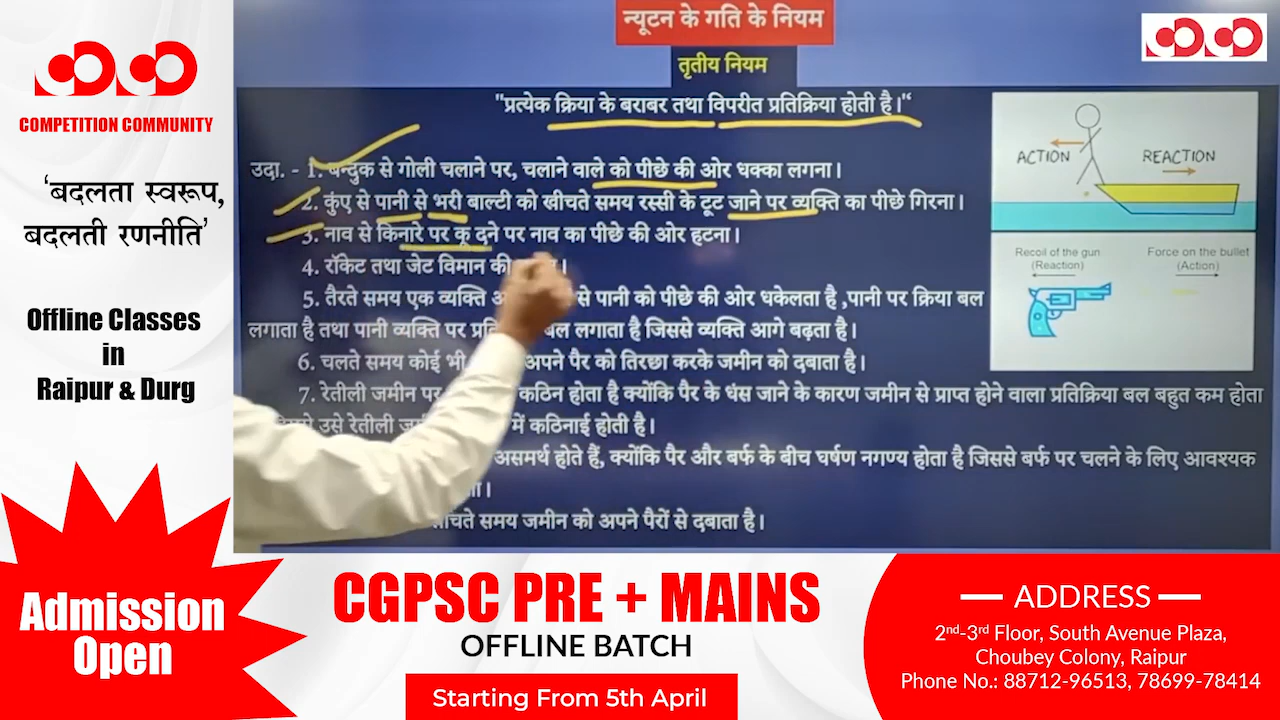 COMPETITION COMMUNITY
'बदलता स्वरूप,
बदलती रणनीति'
Offline Classes
in
Raipur & Durg
Admission
Open
न्यूटन के गति के नियम
तृतीय नियम
"प्रत्येक क्रिया के बराबर तथा विपरीत प्रतिक्रिया होती है।"
उदा. - 1. बन्दुक से गोली चलाने पर, चलाने वाले को पीछे की ओर धक्का लगना।
2. कुंए से पानी से भरी बाल्टी को खीचते समय रस्सी के टूट जाने पर व्यक्ति का पीछे गिरना।
3. नाव से किनारे पर कू दने पर नाव का पीछे की ओर हटना।
4. रॉकेट तथा जेट विमान की
5. तैरते समय एक व्यक्ति से पानी को पीछे की ओर धकेलता है ,पानी पर क्रिया बल
लगाता है तथा पानी व्यक्ति पर बल लगाता है जिससे व्यक्ति आगे बढ़ता है।
6. चलते समय कोई भी अपने पैर को तिरछा करके जमीन को दबाता है।
7. रेतीली जमीन पर कठिन होता है क्योंकि पैर के धंस जाने के कारण जमीन से प्राप्त होने वाला प्रतिक्रिया बल बहुत कम होता
उसे रेतीली में कठिनाई होती है।
असमर्थ होते हैं, क्योंकि पैर और बर्फ के बीच घर्षण नगण्य होता है जिससे बर्फ पर चलने के लिए आवश्यक
समय जमीन को अपने पैरों से दबाता है।
ACTION
REACTION
Recoil of the gun
(Reaction)
Force on the bullet
(Action)
CGPSC PRE + MAINS
OFFLINE BATCH
Starting From 5th April
ADDRESS
2nd-3rd Floor, South Avenue Plaza,
Choubey Colony, Raipur
Phone No.: 88712-96513, 78699-78414